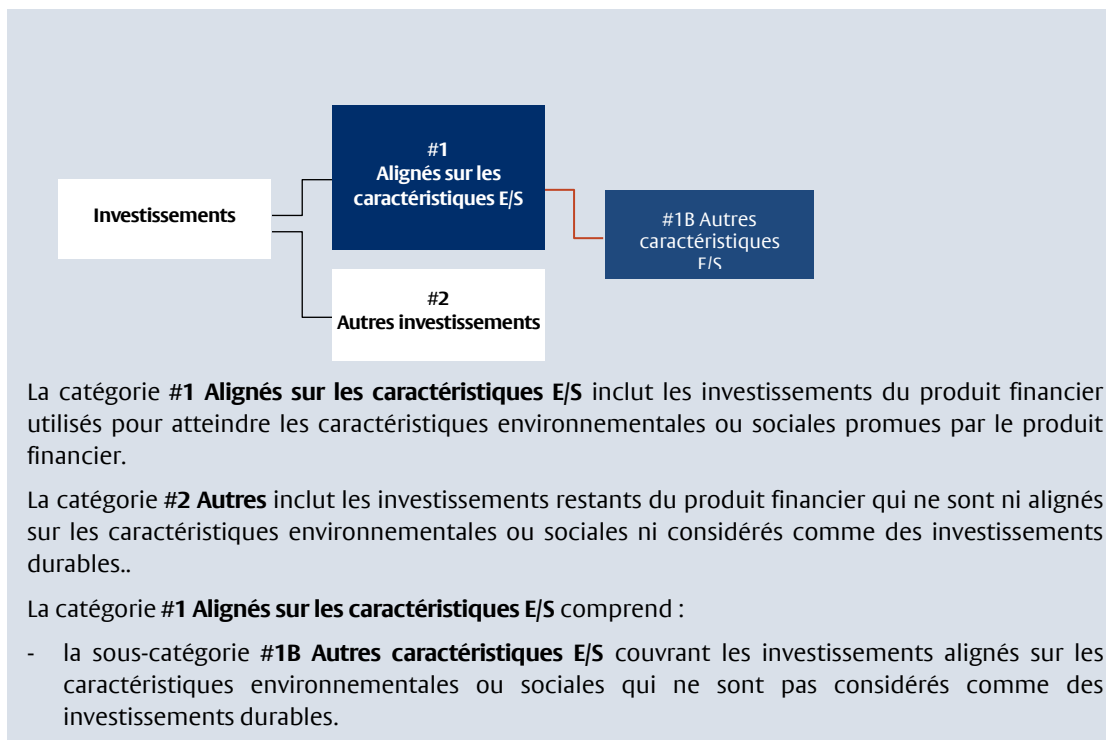 #1
Alignés sur les
caractéristiques E/S
Investissements
#1B Autres
caractéristiques
E/S
#2
Autres investissements
La catégorie #1 Alignés sur les caractéristiques E/S inclut les investissements du produit financier
utilisés pour atteindre les caractéristiques environnementales ou sociales promues par le produit
financier.
La catégorie #2 Autres inclut les investissements restants du produit financier qui ne sont ni alignés
sur les caractéristiques environnementales ou sociales ni considérés comme des investissements
durables..
La catégorie #1 Alignés sur les caractéristiques E/S comprend :
- la sous-catégorie #1B Autres caractéristiques E/S couvrant les investissements alignés sur les
caractéristiques environnementales ou sociales qui ne sont pas considérés comme des
investissements durables.